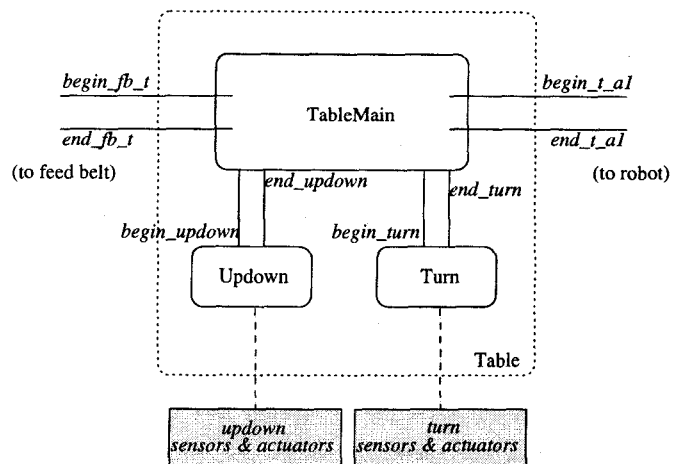 begin_fb_t
begin_t_a1
TableMain
end_fb_t
end_t_a1
(to feed belt)
(to robot)
end_updown
end_turn
begin_updown
begin_turn
Updown
Turn
Table
updown
sensors & actuators
turn
sensors & actuators